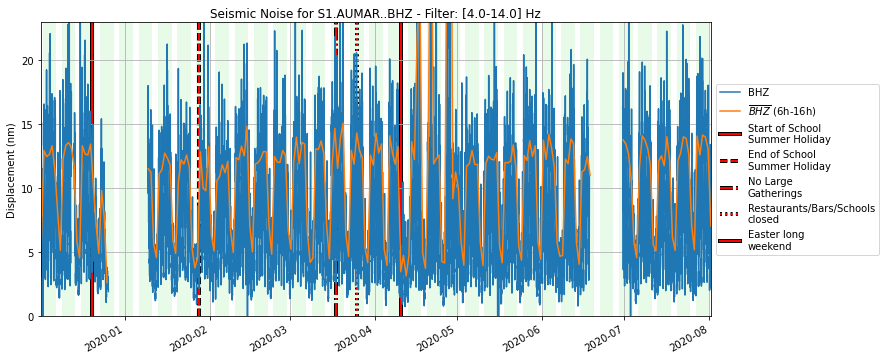 Seismic Noise for S1.AUMAR..BHZ - Filter: [4.0-14.0] Hz
Displacement (nm)
20
15
10
5
0
2020-01
2020-02
2020-03
2020-04
2020-05
2020-06
2020-07
2020-08
BHZ
BHZ (6h-16h)
Start of School
Summer Holiday
End of School
Summer Holiday
No Large
Gatherings
Restaurants/Bars/Schools
closed
Easter long
weekend